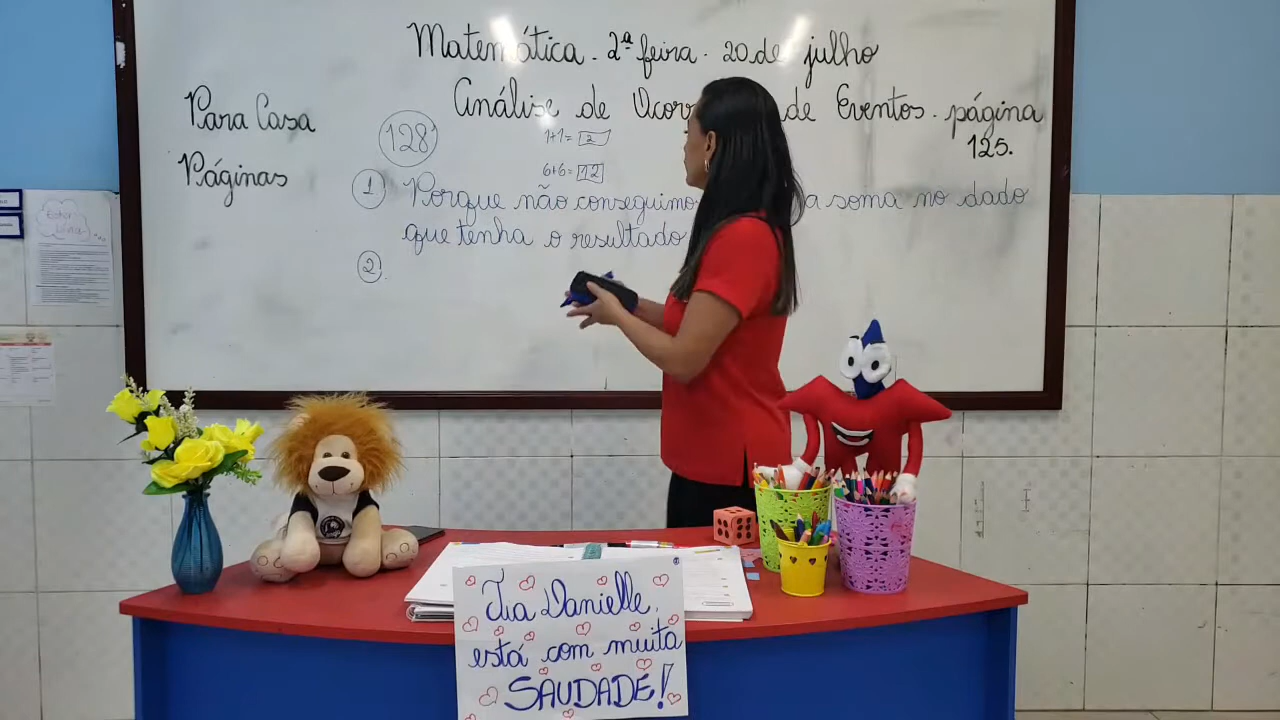 Matemática. 2ª feira. 20 de julho
Análise de Ocorr de Eventos. página
125.
Para Casa
Páginas
128
1+1= 2
6+6= 12
1 Porque não conseguimo a soma no dado
que tenha o resultado
2
Tia Danielle,
está com muita
SAUDADE!